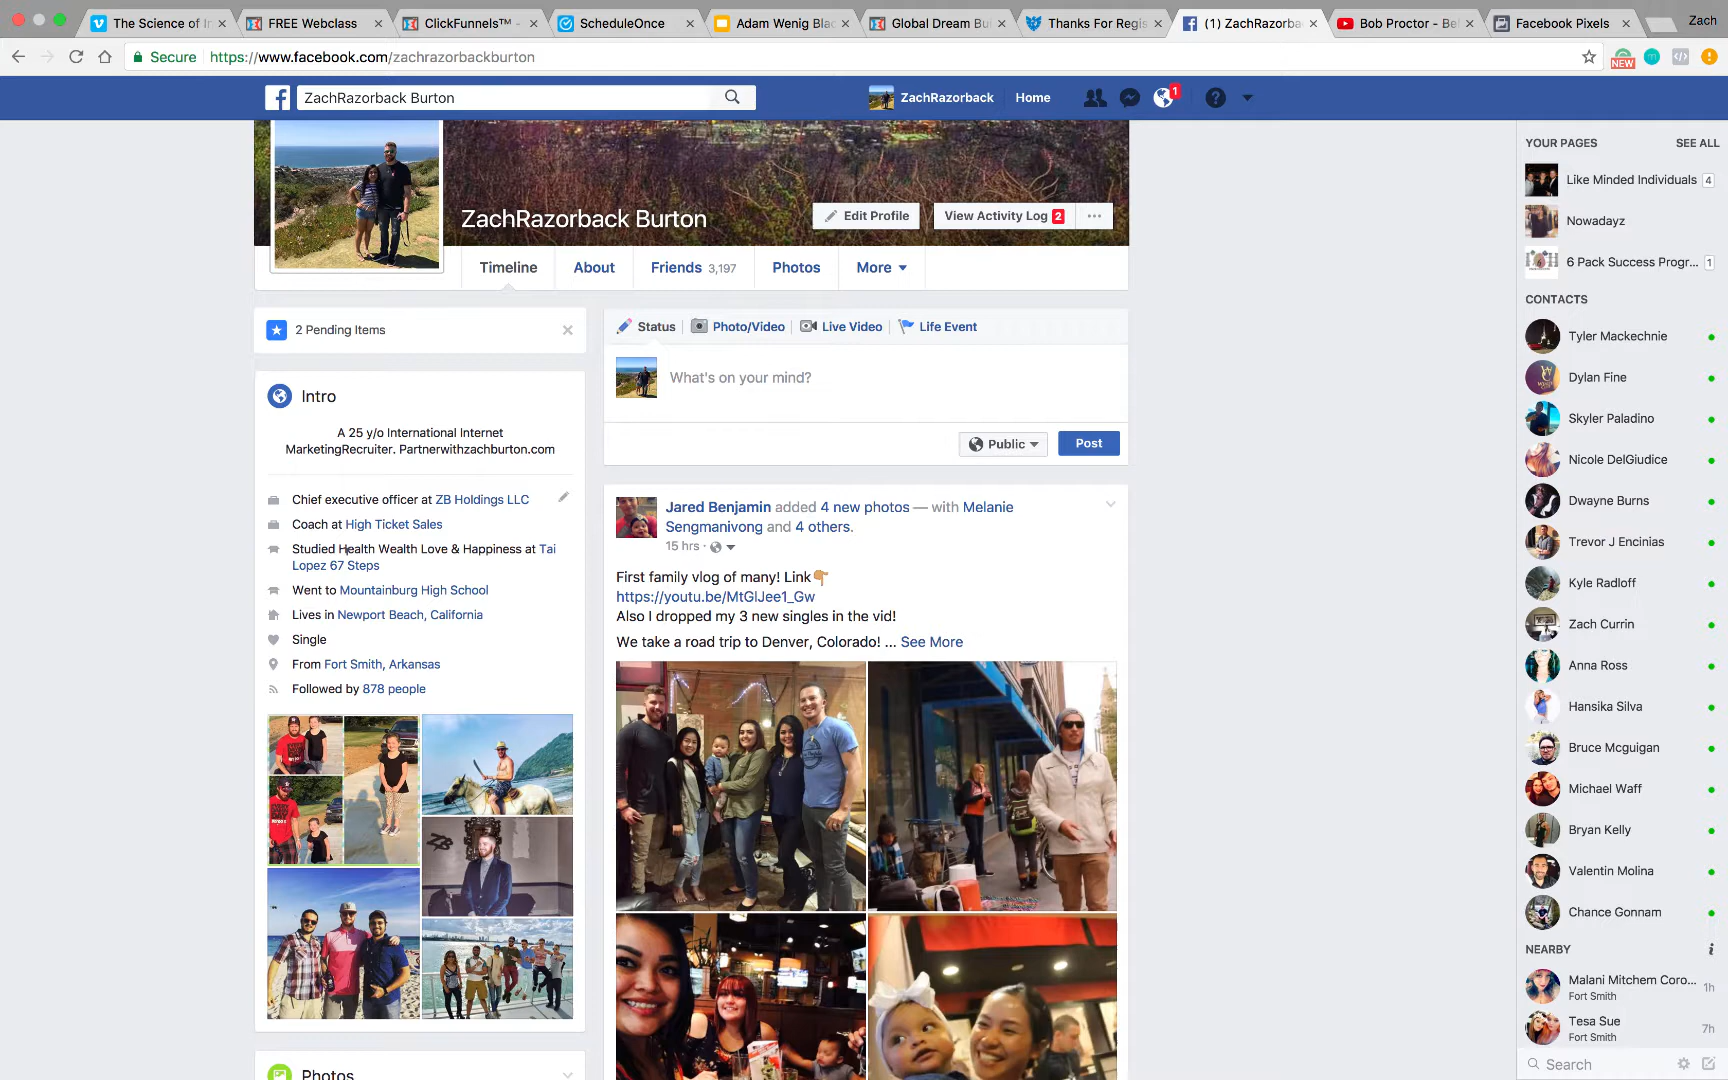 The Science of In
FREE Webclass
ClickFunnels™ -
ScheduleOnce
Adam Wenig Blac
Global Dream Bui
Thanks For Regis
(1) ZachRazorba
Bob Proctor - Be
Facebook Pixels
Zach
Secure https://www.facebook.com/zachrazorbackburton
NEW
ZachRazorback Burton
ZachRazorback
Home
1
ZachRazorback Burton
Edit Profile
View Activity Log 2
Timeline
About
Friends 3,197
Photos
More
2 Pending Items
Intro
A 25 y/o International Internet
MarketingRecruiter. Partnerwithzachburton.com
Chief executive officer at ZB Holdings LLC
Coach at High Ticket Sales
Studied Health Wealth Love & Happiness at Tai
Lopez 67 Steps
Went to Mountainburg High School
Lives in Newport Beach, California
Single
From Fort Smith, Arkansas
Followed by 878 people
Photos
Status
Photo/Video
Live Video
Life Event
What's on your mind?
Public
Post
Jared Benjamin added 4 new photos — with Melanie
Sengmanivong and 4 others.
15 hrs ·
First family vlog of many! Link
https://youtu.be/MtGlJee1_Gw
Also I dropped my 3 new singles in the vid!
We take a road trip to Denver, Colorado! ... See More
YOUR PAGES
SEE ALL
Like Minded Individuals 4
Nowadayz
6 Pack Success Progr... 1
CONTACTS
Tyler Mackechnie
Dylan Fine
Skyler Paladino
Nicole DelGiudice
Dwayne Burns
Trevor J Encinias
Kyle Radloff
Zach Currin
Anna Ross
Hansika Silva
Bruce Mcguigan
Michael Waff
Bryan Kelly
Valentin Molina
Chance Gonnam
NEARBY
Malani Mitchem Coro... 1h
Fort Smith
Tesa Sue 7h
Fort Smith
Search